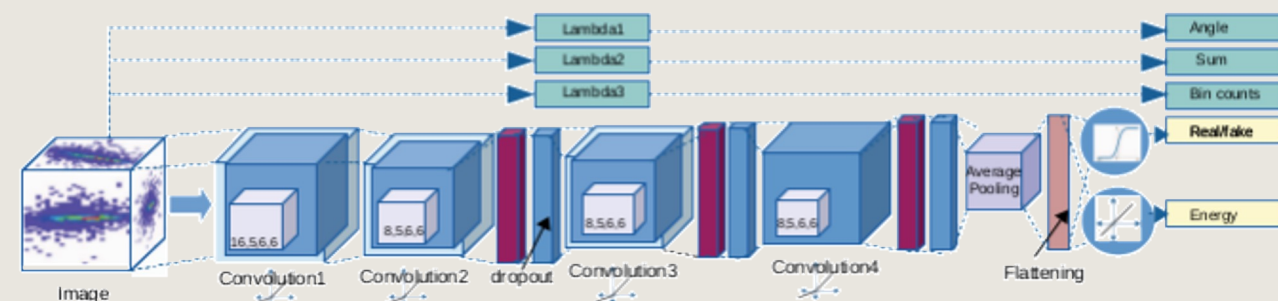 Lambda1
Angle
Lambda2
Sum
Lambda3
Bin counts
Real/fake
Average
Pooling
16,5,6,6
8,5,6,6
8,5,6,6
8,5,6,6
Energy
Convolution1
Convolution2
dropout
Convolution3
Convolution4
Flattening
Image